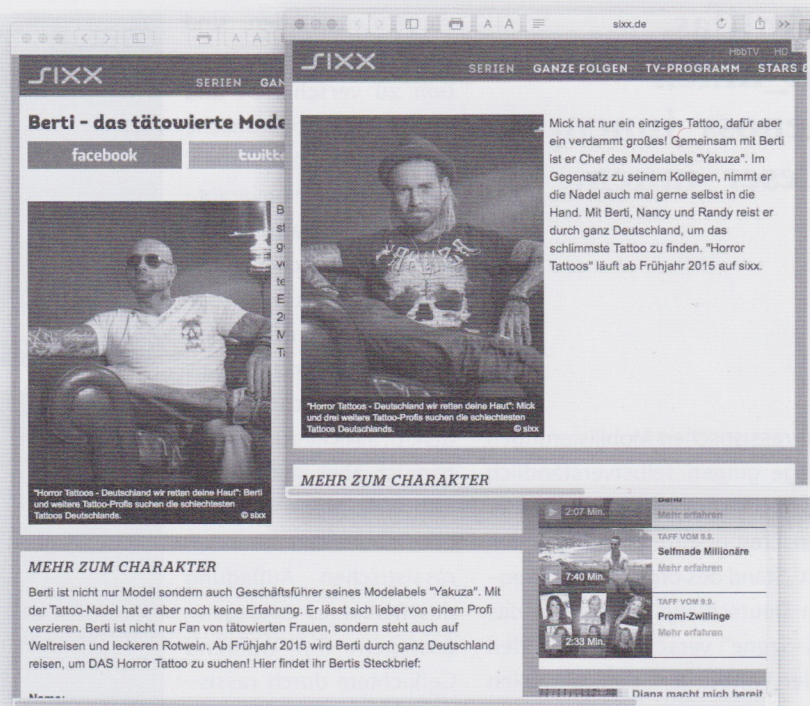 sixx.de
A A
A A
SIXX
SERIEN GAN
HbbTV HD
SIXX
SERIEN GANZE FOLGEN TV-PROGRAMM STARS &
Berti - das tätowierte Mode
facebook
twitt
Mick hat nur ein einziges Tattoo, dafür aber
ein verdammt großes! Gemeinsam mit Berti
ist er Chef des Modelabels "Yakuza". Im
Gegensatz zu seinem Kollegen, nimmt er
die Nadel auch mal gerne selbst in die
Hand. Mit Berti, Nancy und Randy reist er
durch ganz Deutschland, um das
schlimmste Tattoo zu finden. "Horror
Tattoos" läuft ab Frühjahr 2015 auf sixx.
"Horror Tattoos - Deutschland wir retten deine Haut": Mick
und drei weitere Tattoo-Profis suchen die schlechtesten
Tattoos Deutschlands. © sixx
MEHR ZUM CHARAKTER
"Horror Tattoos - Deutschland wir retten deine Haut": Berti
und weitere Tattoo-Profis suchen die schlechtesten
Tattoos Deutschlands. © sixx
MEHR ZUM CHARAKTER
Berti ist nicht nur Model sondern auch Geschäftsführer seines Modelabels "Yakuza". Mit
der Tattoo-Nadel hat er aber noch keine Erfahrung. Er lässt sich lieber von einem Profi
verzieren. Berti ist nicht nur Fan von tätowierten Frauen, sondern steht auch auf
Weltreisen und leckeren Rotwein. Ab Frühjahr 2015 wird Berti durch ganz Deutschland
reisen, um DAS Horror Tattoo zu suchen! Hier findet ihr Bertis Steckbrief:
Name:
2:07 Min.
Mehr erfahren
TAFF VOM 9.9.
Selfmade Millionäre
Mehr erfahren
7:40 Min.
TAFF VOM 9.9.
Promi-Zwillinge
Mehr erfahren
2:33 Min.
Diana macht mich bereit